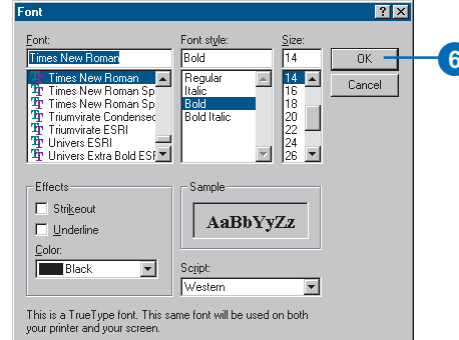 Font
Font: Font style: Size:
Times New Roman Bold 14 OK
Times New Roman Regular 14 Cancel
Times New Roman Sp Italic 16
Times New Roman Sp Bold 18
Triumvirate Condensed Bold Italic 20
Triumvirate ESRI 22
Univers ESRI 24
Univers Extra Bold ESR 26
6
Effects Sample
Strikeout
Underline AaBbYyZz
Color:
Black Script:
Western
This is a TrueType font. This same font will be used on both
your printer and your screen.